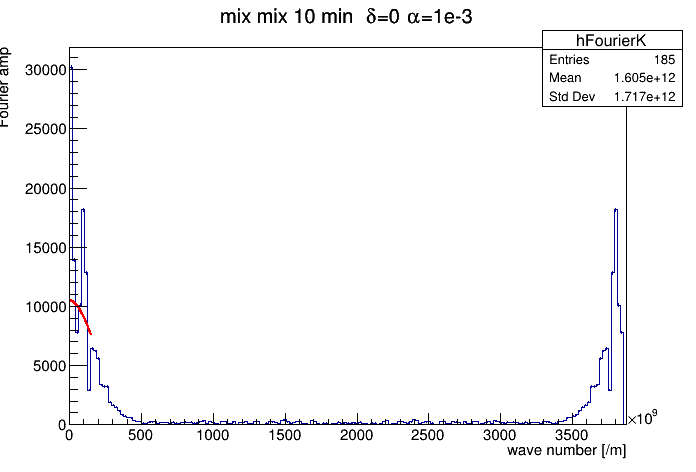 mix mix 10 min δ=0 α=1e-3
hFourierK
Entries 185
Mean 1.605e+12
Std Dev 1.717e+12
Fourier amp
30000
25000
20000
15000
10000
5000
0
0 500 1000 1500 2000 2500 3000 3500
×10⁹
wave number [/m]